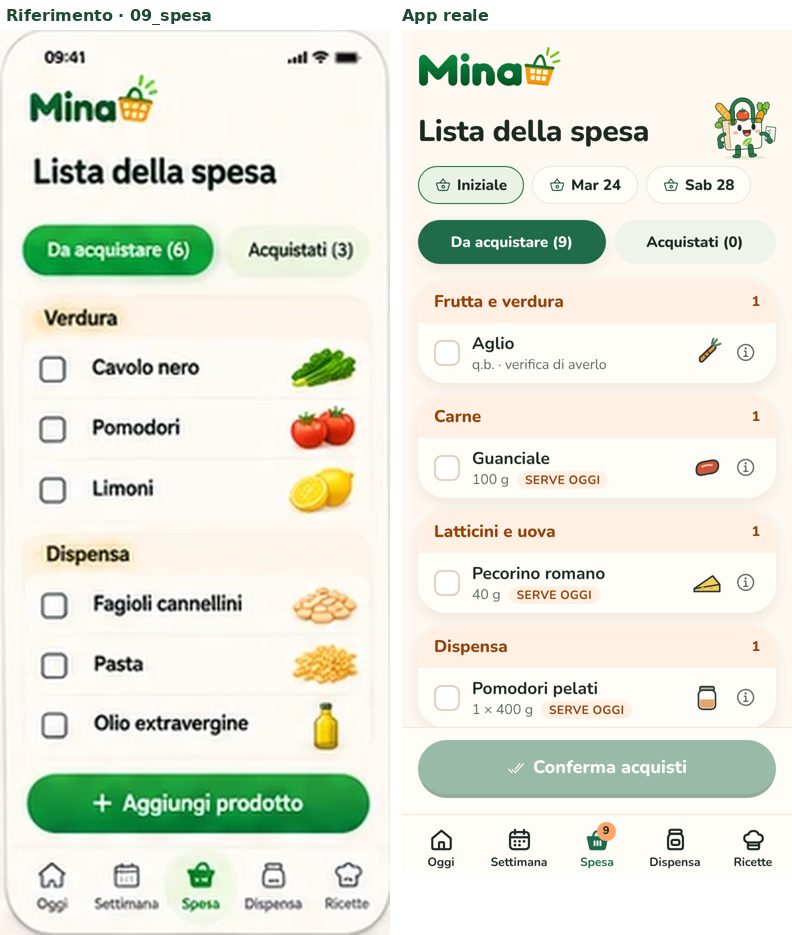 Riferimento · 09_spesa
09:41
Mina
Lista della spesa
Da acquistare (6)
Acquistati (3)
Verdura
Cavolo nero
Pomodori
Limoni
Dispensa
Fagioli cannellini
Pasta
Olio extravergine
+ Aggiungi prodotto
Oggi
Settimana
Spesa
Dispensa
Ricette
App reale
Mina
Lista della spesa
Iniziale
Mar 24
Sab 28
Da acquistare (9)
Acquistati (0)
Frutta e verdura
1
Aglio
q.b. · verifica di averlo
Carne
1
Guanciale
100 g SERVE OGGI
Latticini e uova
1
Pecorino romano
40 g SERVE OGGI
Dispensa
1
Pomodori pelati
1 × 400 g SERVE OGGI
Conferma acquisti
9
Oggi
Settimana
Spesa
Dispensa
Ricette